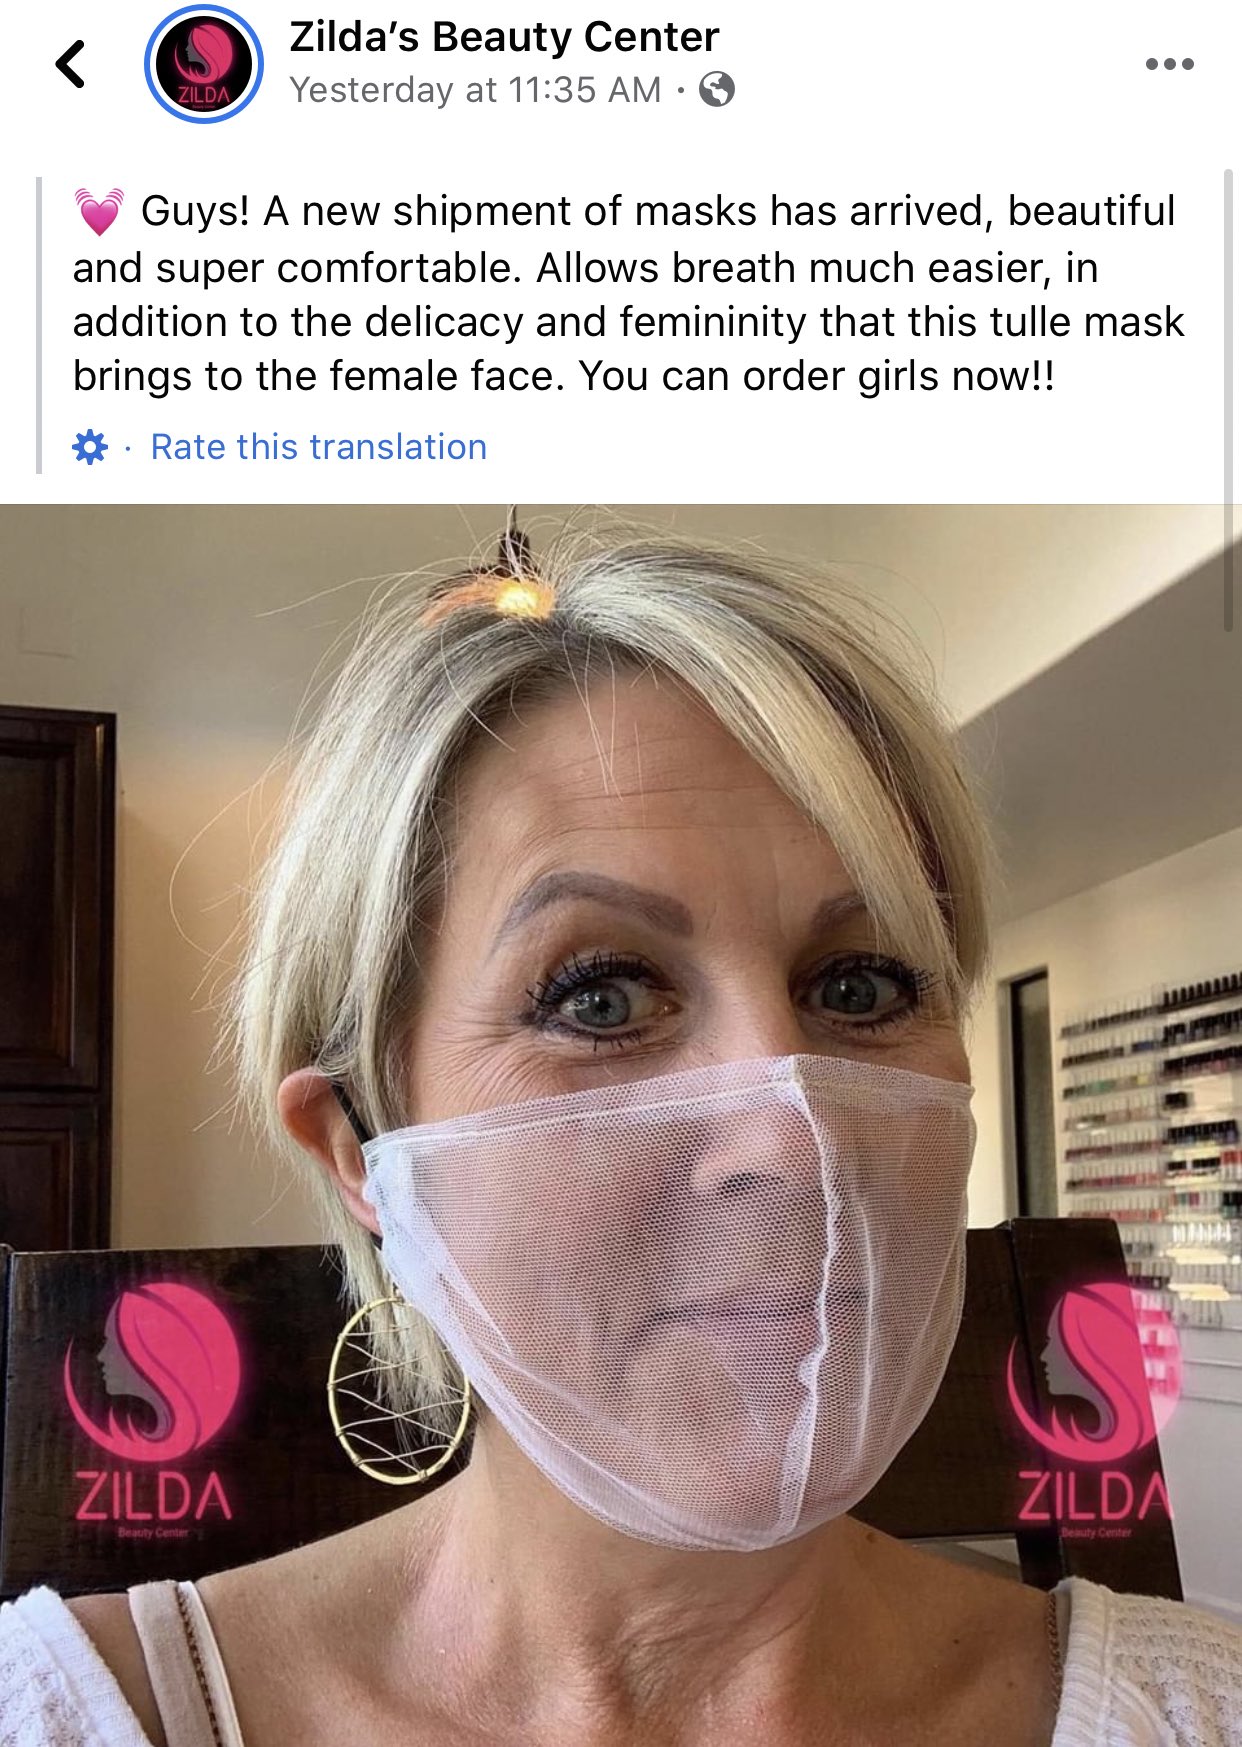 Zilda's Beauty Center
ZILDA
Yesterday at 11:35 AM ·
💓 Guys! A new shipment of masks has arrived, beautiful
and super comfortable. Allows breath much easier, in
addition to the delicacy and femininity that this tulle mask
brings to the female face. You can order girls now!!
· Rate this translation
ZILDA
Beauty Center
ZILDA
Beauty Center